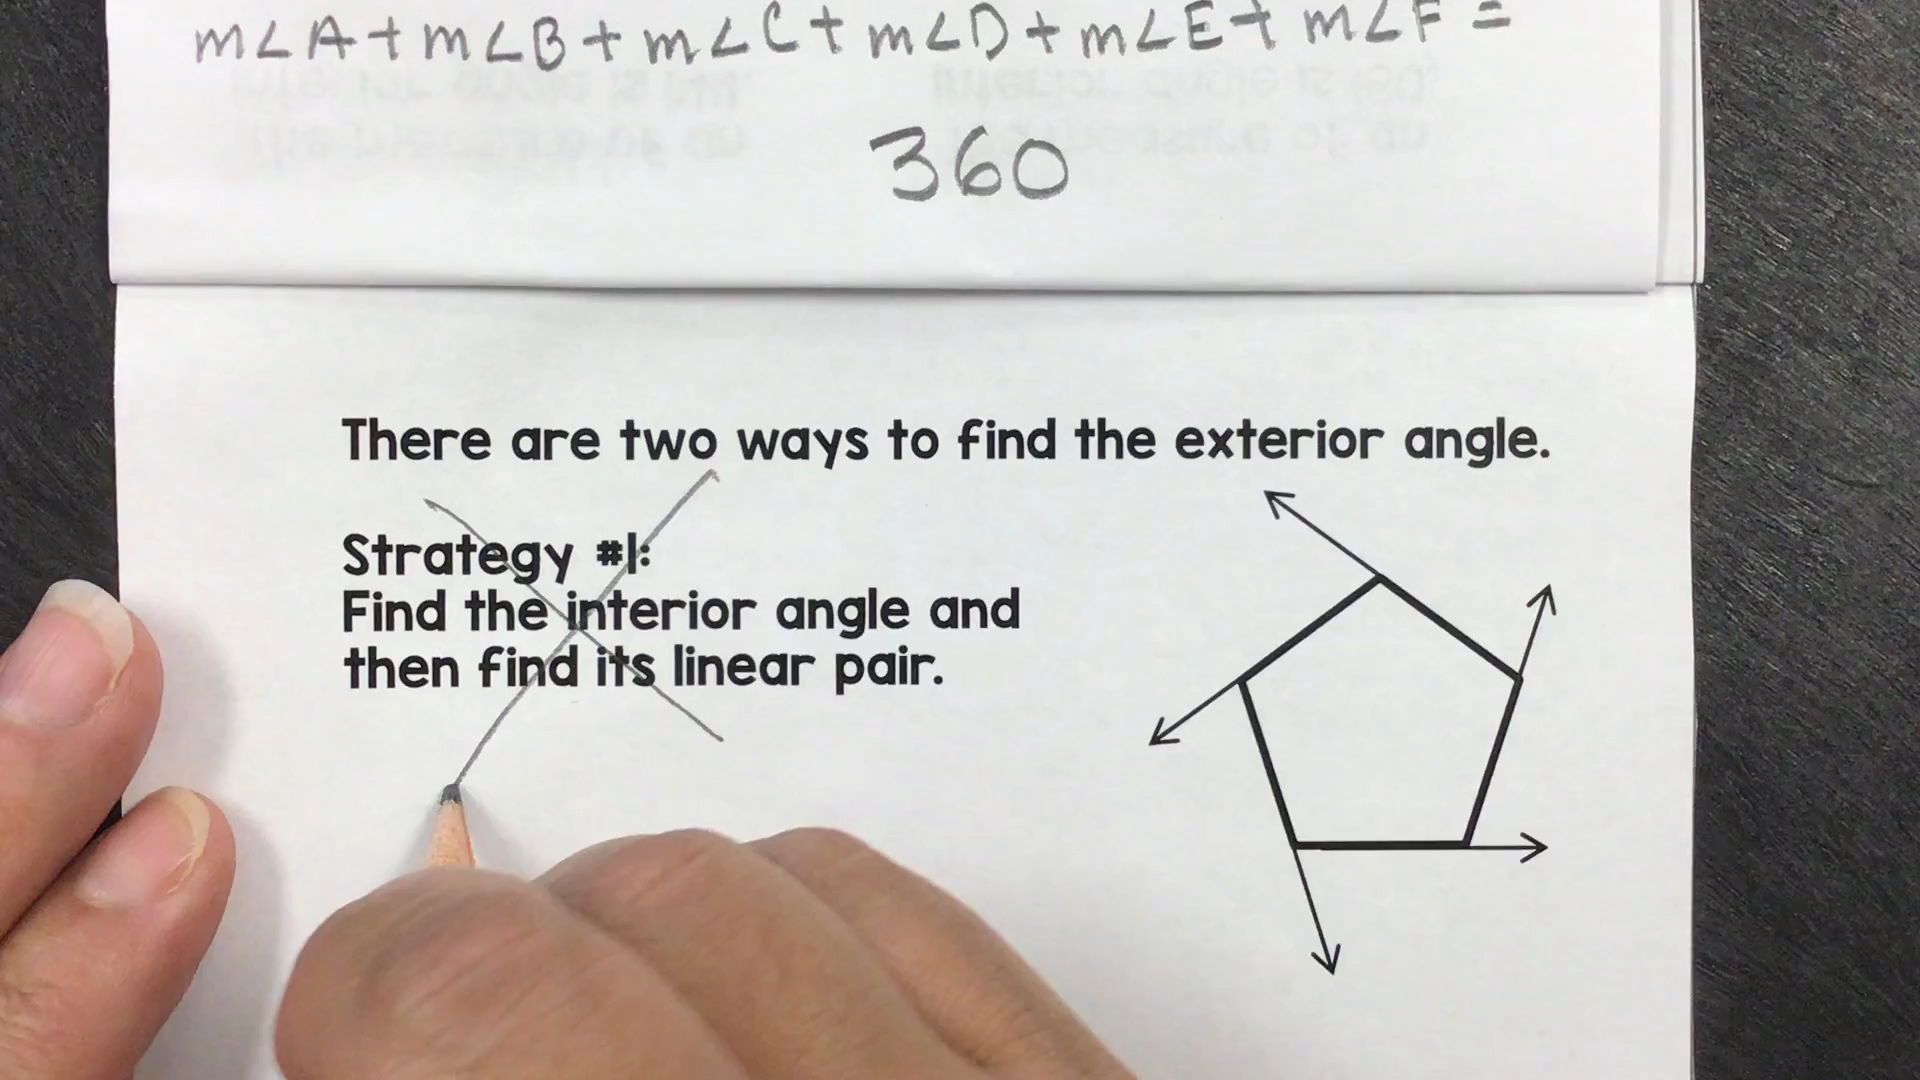 m∠A+m∠B+m∠C+m∠D+m∠E+m∠F=
360
There are two ways to find the exterior angle.
Strategy #1:
Find the interior angle and
then find its linear pair.